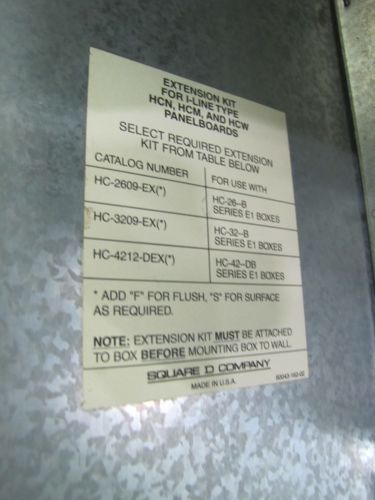 EXTENSION KIT
FOR I-LINE TYPE
HCN, HCM, AND HCW
PANELBOARDS
SELECT REQUIRED EXTENSION
KIT FROM TABLE BELOW
CATALOG NUMBER FOR USE WITH
HC-2609-EX(*) HC-26--B
SERIES E1 BOXES
HC-3209-EX(*) HC-32--B
SERIES E1 BOXES
HC-4212-DEX(*) HC-42--DB
SERIES E1 BOXES
* ADD "F" FOR FLUSH, "S" FOR SURFACE
AS REQUIRED.
NOTE: EXTENSION KIT MUST BE ATTACHED
TO BOX BEFORE MOUNTING BOX TO WALL.
SQUARE D COMPANY
MADE IN U.S.A.